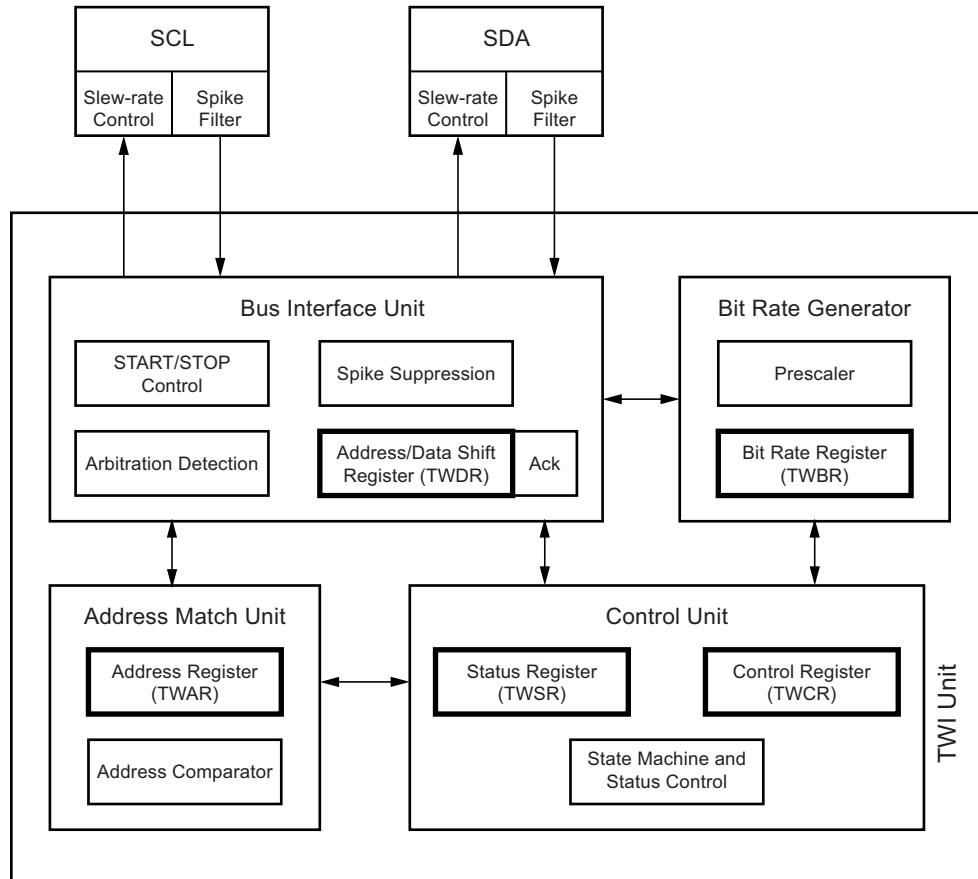 SCL
SDA
Slew-rate
Control
Spike
Filter
Slew-rate
Control
Spike
Filter
Bus Interface Unit
START/STOP
Control
Spike Suppression
Arbitration Detection
Address/Data Shift
Register (TWDR)
Ack
Bit Rate Generator
Prescaler
Bit Rate Register
(TWBR)
Address Match Unit
Address Register
(TWAR)
Address Comparator
Control Unit
Status Register
(TWSR)
Control Register
(TWCR)
State Machine and
Status Control
TWI Unit